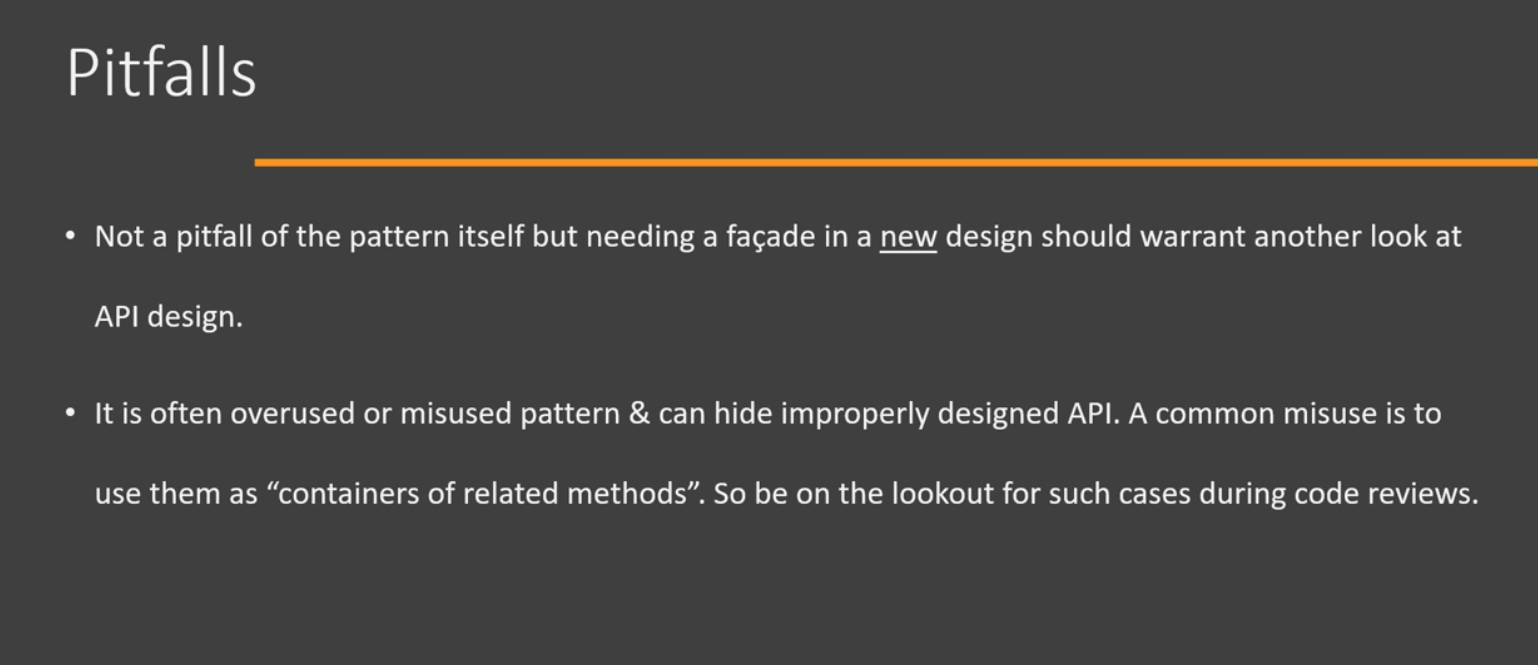 Pitfalls
• Not a pitfall of the pattern itself but needing a façade in a new design should warrant another look at
API design.
• It is often overused or misused pattern & can hide improperly designed API. A common misuse is to
use them as “containers of related methods”. So be on the lookout for such cases during code reviews.